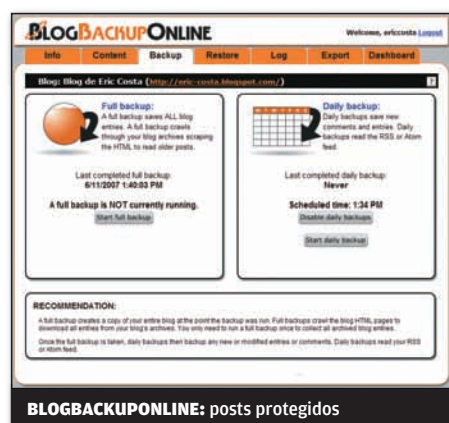 BLOGBACKUPONLINE
Welcome, ericcosta Logout
Info Content Backup Restore Log Export Dashboard
Blog: Blog de Eric Costa (http://eric-costa.blogspot.com/) ?
Full backup:
A full backup saves ALL blog
entries. A full backup crawls
through your blog archives scraping
the HTML to read older posts.
Last completed full backup:
6/11/2007 1:40:03 PM
A full backup is NOT currently running.
Start full backup
Daily backup:
Daily backups save new
comments and entries. Daily
backups read the RSS or Atom
feed.
Last completed daily backup:
Never
Scheduled time: 1:34 PM
Disable daily backups
Start daily backup
RECOMMENDATION:
A full backup creates a copy of your entire blog at the point the backup was run. Full backups crawl the blog HTML pages to
download all entries from your blog's archives. You only need to run a full backup once to collect all archived blog entries.
Once the full backup is taken, daily backups then backup any new or modified entries or comments. Daily backups read your RSS
or Atom feed.
BLOGBACKUPONLINE: posts protegidos